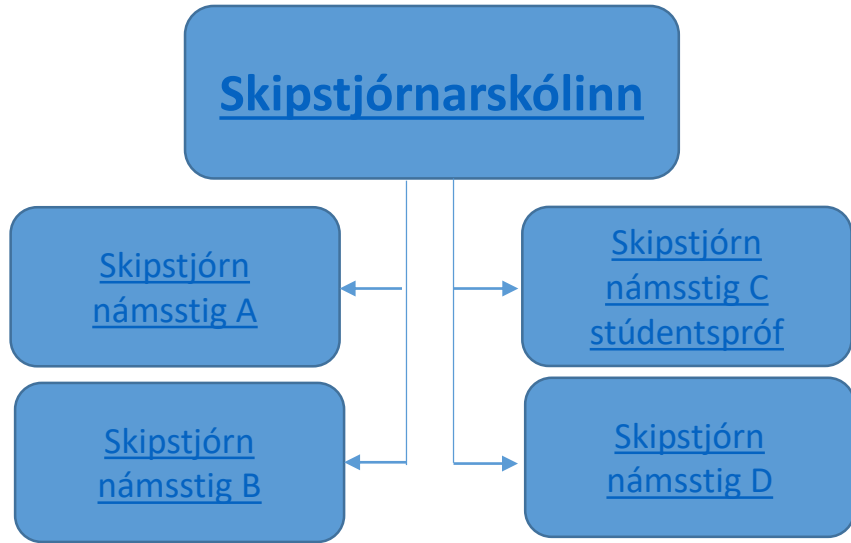 Skipstjórnarskólinn
Skipstjórn
námsstig A
Skipstjórn
námsstig B
Skipstjórn
námsstig C
stúdentspróf
Skipstjórn
námsstig D